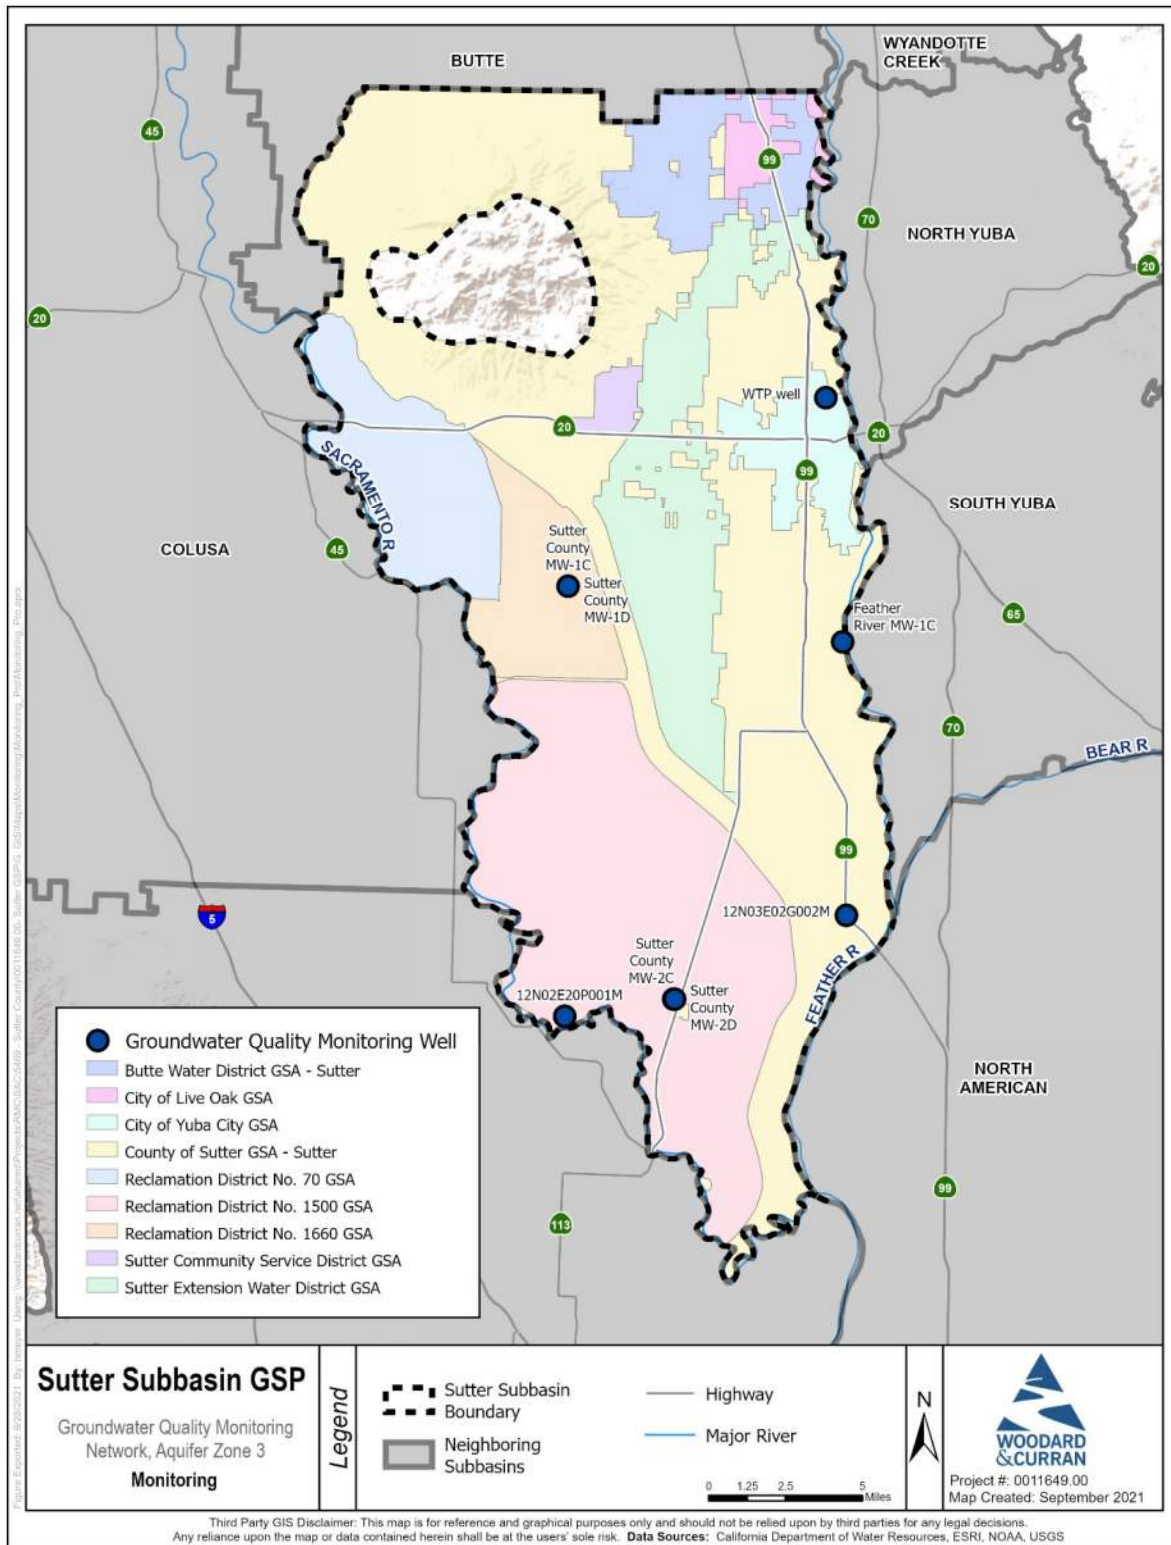 BUTTE
WYANDOTTE
CREEK
45
99
70
NORTH YUBA
20
20
WTP well
20
20
SACRAMENTO R
99
SOUTH YUBA
COLUSA
45
Sutter
County
MW-1C
Sutter
County
MW-1D
Feather
River MW-1C
65
70
BEAR R
99
5
12N03E02G002M
Sutter
County
MW-2C
Sutter
County
MW-2D
FEATHER R
12N02E20P001M
NORTH
AMERICAN
99
113
Groundwater Quality Monitoring Well
Butte Water District GSA - Sutter
City of Live Oak GSA
City of Yuba City GSA
County of Sutter GSA - Sutter
Reclamation District No. 70 GSA
Reclamation District No. 1500 GSA
Reclamation District No. 1660 GSA
Sutter Community Service District GSA
Sutter Extension Water District GSA
Sutter Subbasin GSP
Groundwater Quality Monitoring
Network, Aquifer Zone 3
Monitoring
Legend
Sutter Subbasin
Boundary
Neighboring
Subbasins
Highway
Major River
0 1.25 2.5 5
Miles
N
WOODARD
&CURRAN
Project #: 0011649.00
Map Created: September 2021
Third Party GIS Disclaimer: This map is for reference and graphical purposes only and should not be relied upon by third parties for any legal decisions.
Any reliance upon the map or data contained herein shall be at the users' sole risk. Data Sources: California Department of Water Resources, ESRI, NOAA, USGS